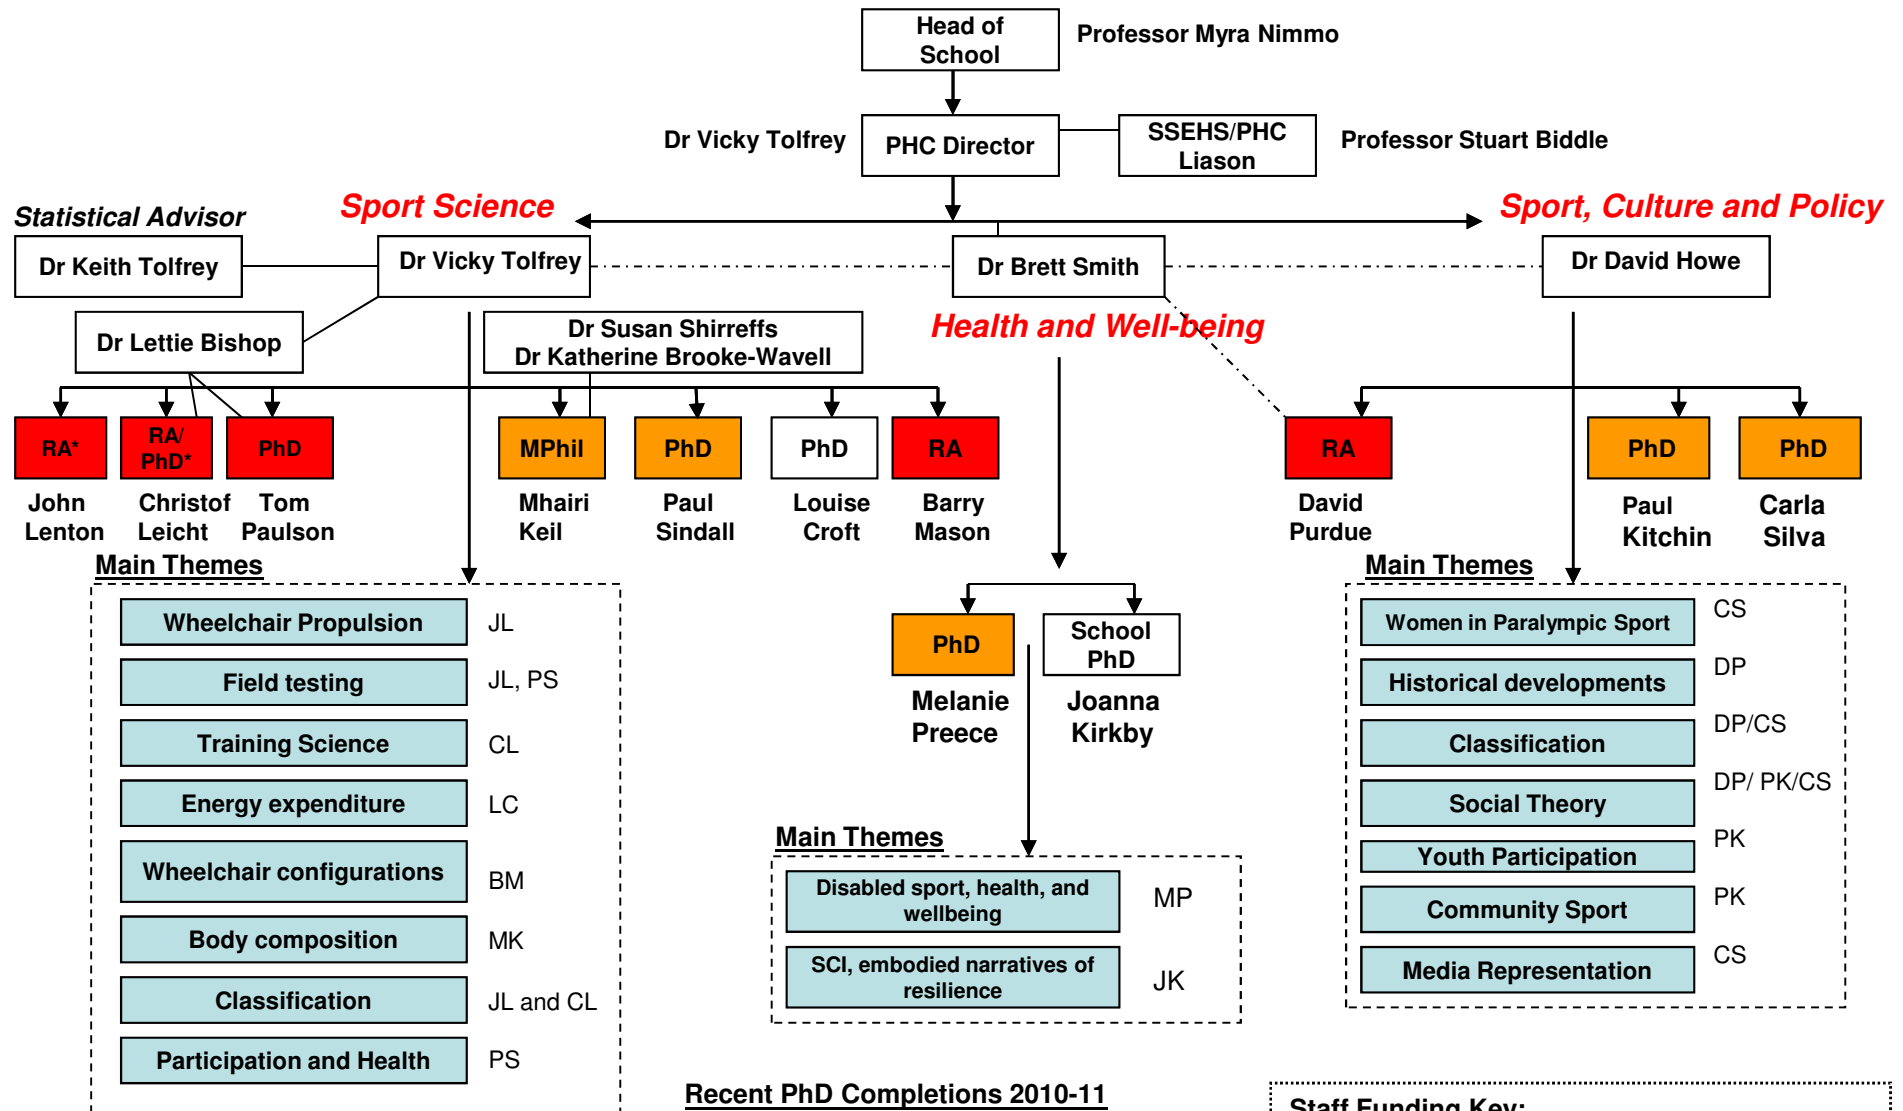 Head of
School
Professor Myra Nimmo
Dr Vicky Tolfrey
PHC Director
SSEHS/PHC
Liason
Professor Stuart Biddle
Statistical Advisor
Sport Science
Sport, Culture and Policy
Dr Keith Tolfrey
Dr Vicky Tolfrey
Dr Brett Smith
Dr David Howe
Dr Lettie Bishop
Dr Susan Shirreffs
Dr Katherine Brooke-Wavell
Health and Well-being
RA*
RA/
PhD*
PhD
MPhil
PhD
PhD
RA
RA
PhD
PhD
John
Lenton
Christof
Leicht
Tom
Paulson
Mhairi
Keil
Paul
Sindall
Louise
Croft
Barry
Mason
David
Purdue
Paul
Kitchin
Carla
Silva
Main Themes
Wheelchair Propulsion JL
Field testing JL, PS
Training Science CL
Energy expenditure LC
Wheelchair configurations BM
Body composition MK
Classification JL and CL
Participation and Health PS
PhD
School
PhD
Melanie
Preece
Joanna
Kirkby
Main Themes
Disabled sport, health, and
wellbeing
MP
SCI, embodied narratives of
resilience
JK
Main Themes
Women in Paralympic Sport CS
Historical developments DP
Classification DP/CS
Social Theory DP/ PK/CS
Youth Participation PK
Community Sport PK
Media Representation CS
Recent PhD Completions 2010-11
Staff Funding Key: